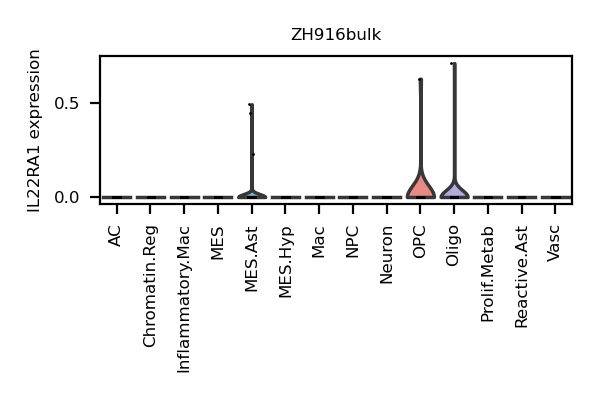 ZH916bulk
IL22RA1 expression
0.5
0.0
AC
Chromatin.Reg
Inflammatory.Mac
MES
MES.Ast
MES.Hyp
Mac
NPC
Neuron
OPC
Oligo
Prolif.Metab
Reactive.Ast
Vasc